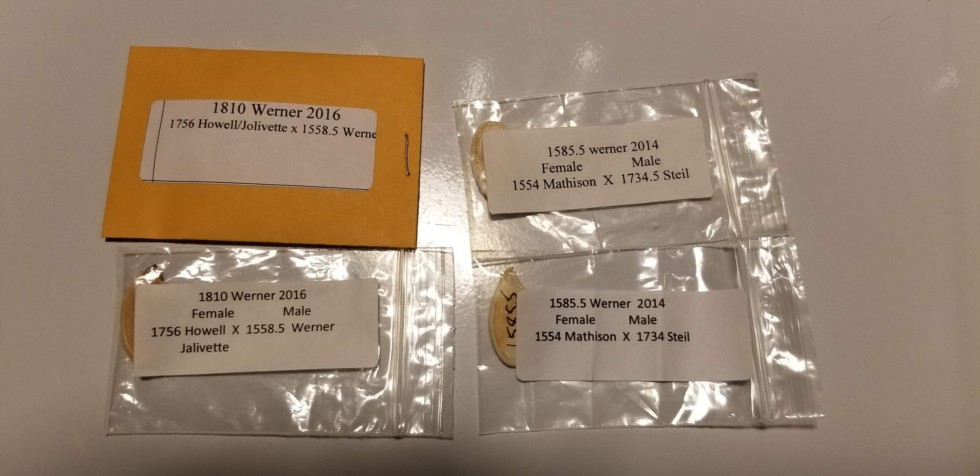 1810 Werner 2016
1756 Howell/Jolivette x 1558.5 Werne
1585.5 werner 2014
Female Male
1554 Mathison X 1734.5 Steil
1810 Werner 2016
Female Male
1756 Howell X 1558.5 Werner
Jalivette
1585.5 Werner 2014
Female Male
1554 Mathison X 1734 Steil
15855